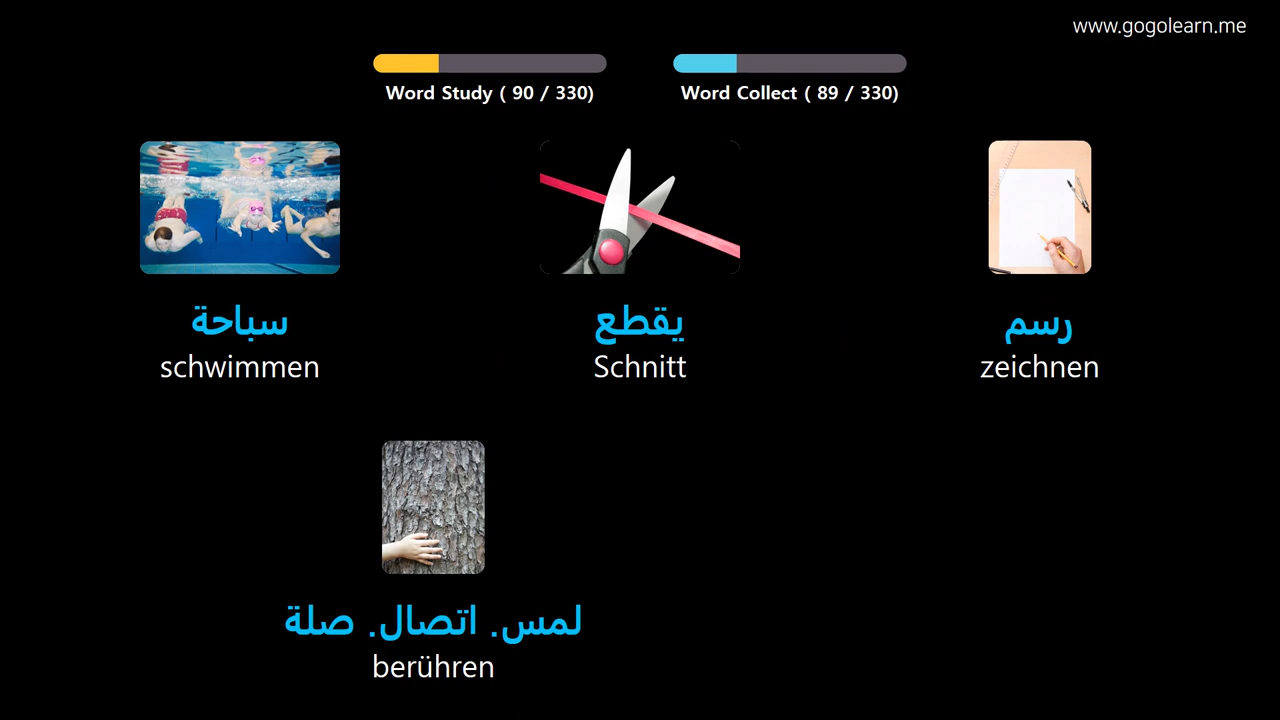 www.gogolearn.me
Word Study ( 90 / 330)
Word Collect ( 89 / 330)
سباحة
schwimmen
يقطع
Schnitt
رسم
zeichnen
لمس. اتصال. صلة
berühren